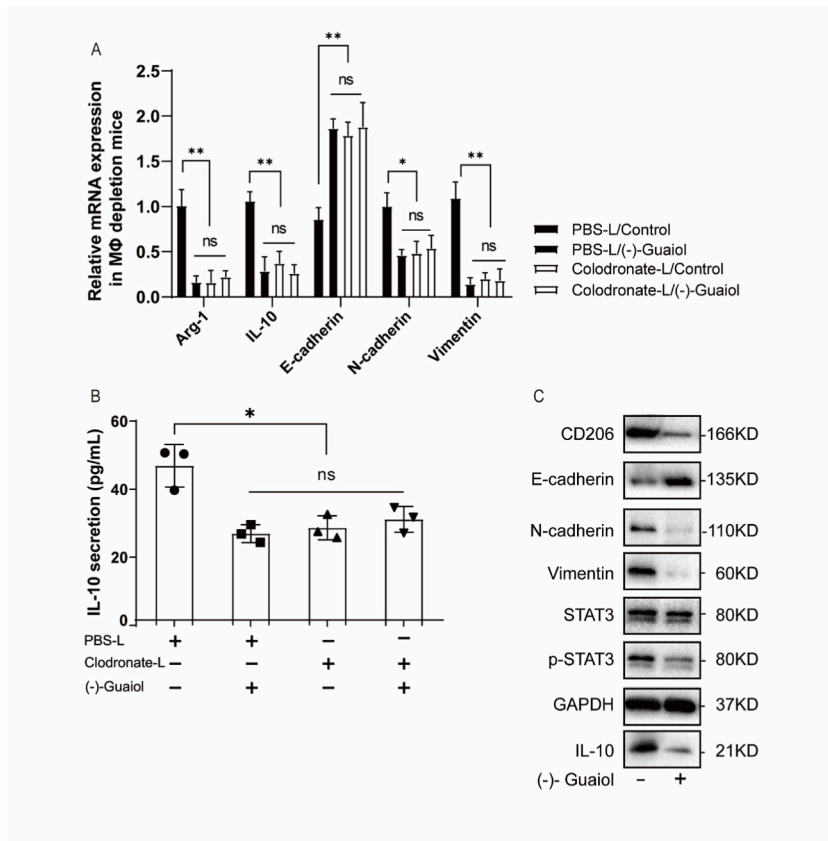 A
Relative mRNA expression
in MΦ depletion mice
2.5
2.0
1.5
1.0
0.5
0.0
**
ns
**
ns
**
ns
*
ns
**
ns
Arg-1
IL-10
E-cadherin
N-cadherin
Vimentin
PBS-L/Control
PBS-L/(-)-Guaiol
Colodronate-L/Control
Colodronate-L/(-)-Guaiol
B
IL-10 secretion (pg/mL)
60
40
20
0
*
ns
PBS-L + + − −
Clodronate-L − − + +
(-)-Guaiol − + − +
C
CD206 -166KD
E-cadherin -135KD
N-cadherin -110KD
Vimentin - 60KD
STAT3 - 80KD
p-STAT3 - 80KD
GAPDH - 37KD
IL-10 - 21KD
(-)- Guaiol − +